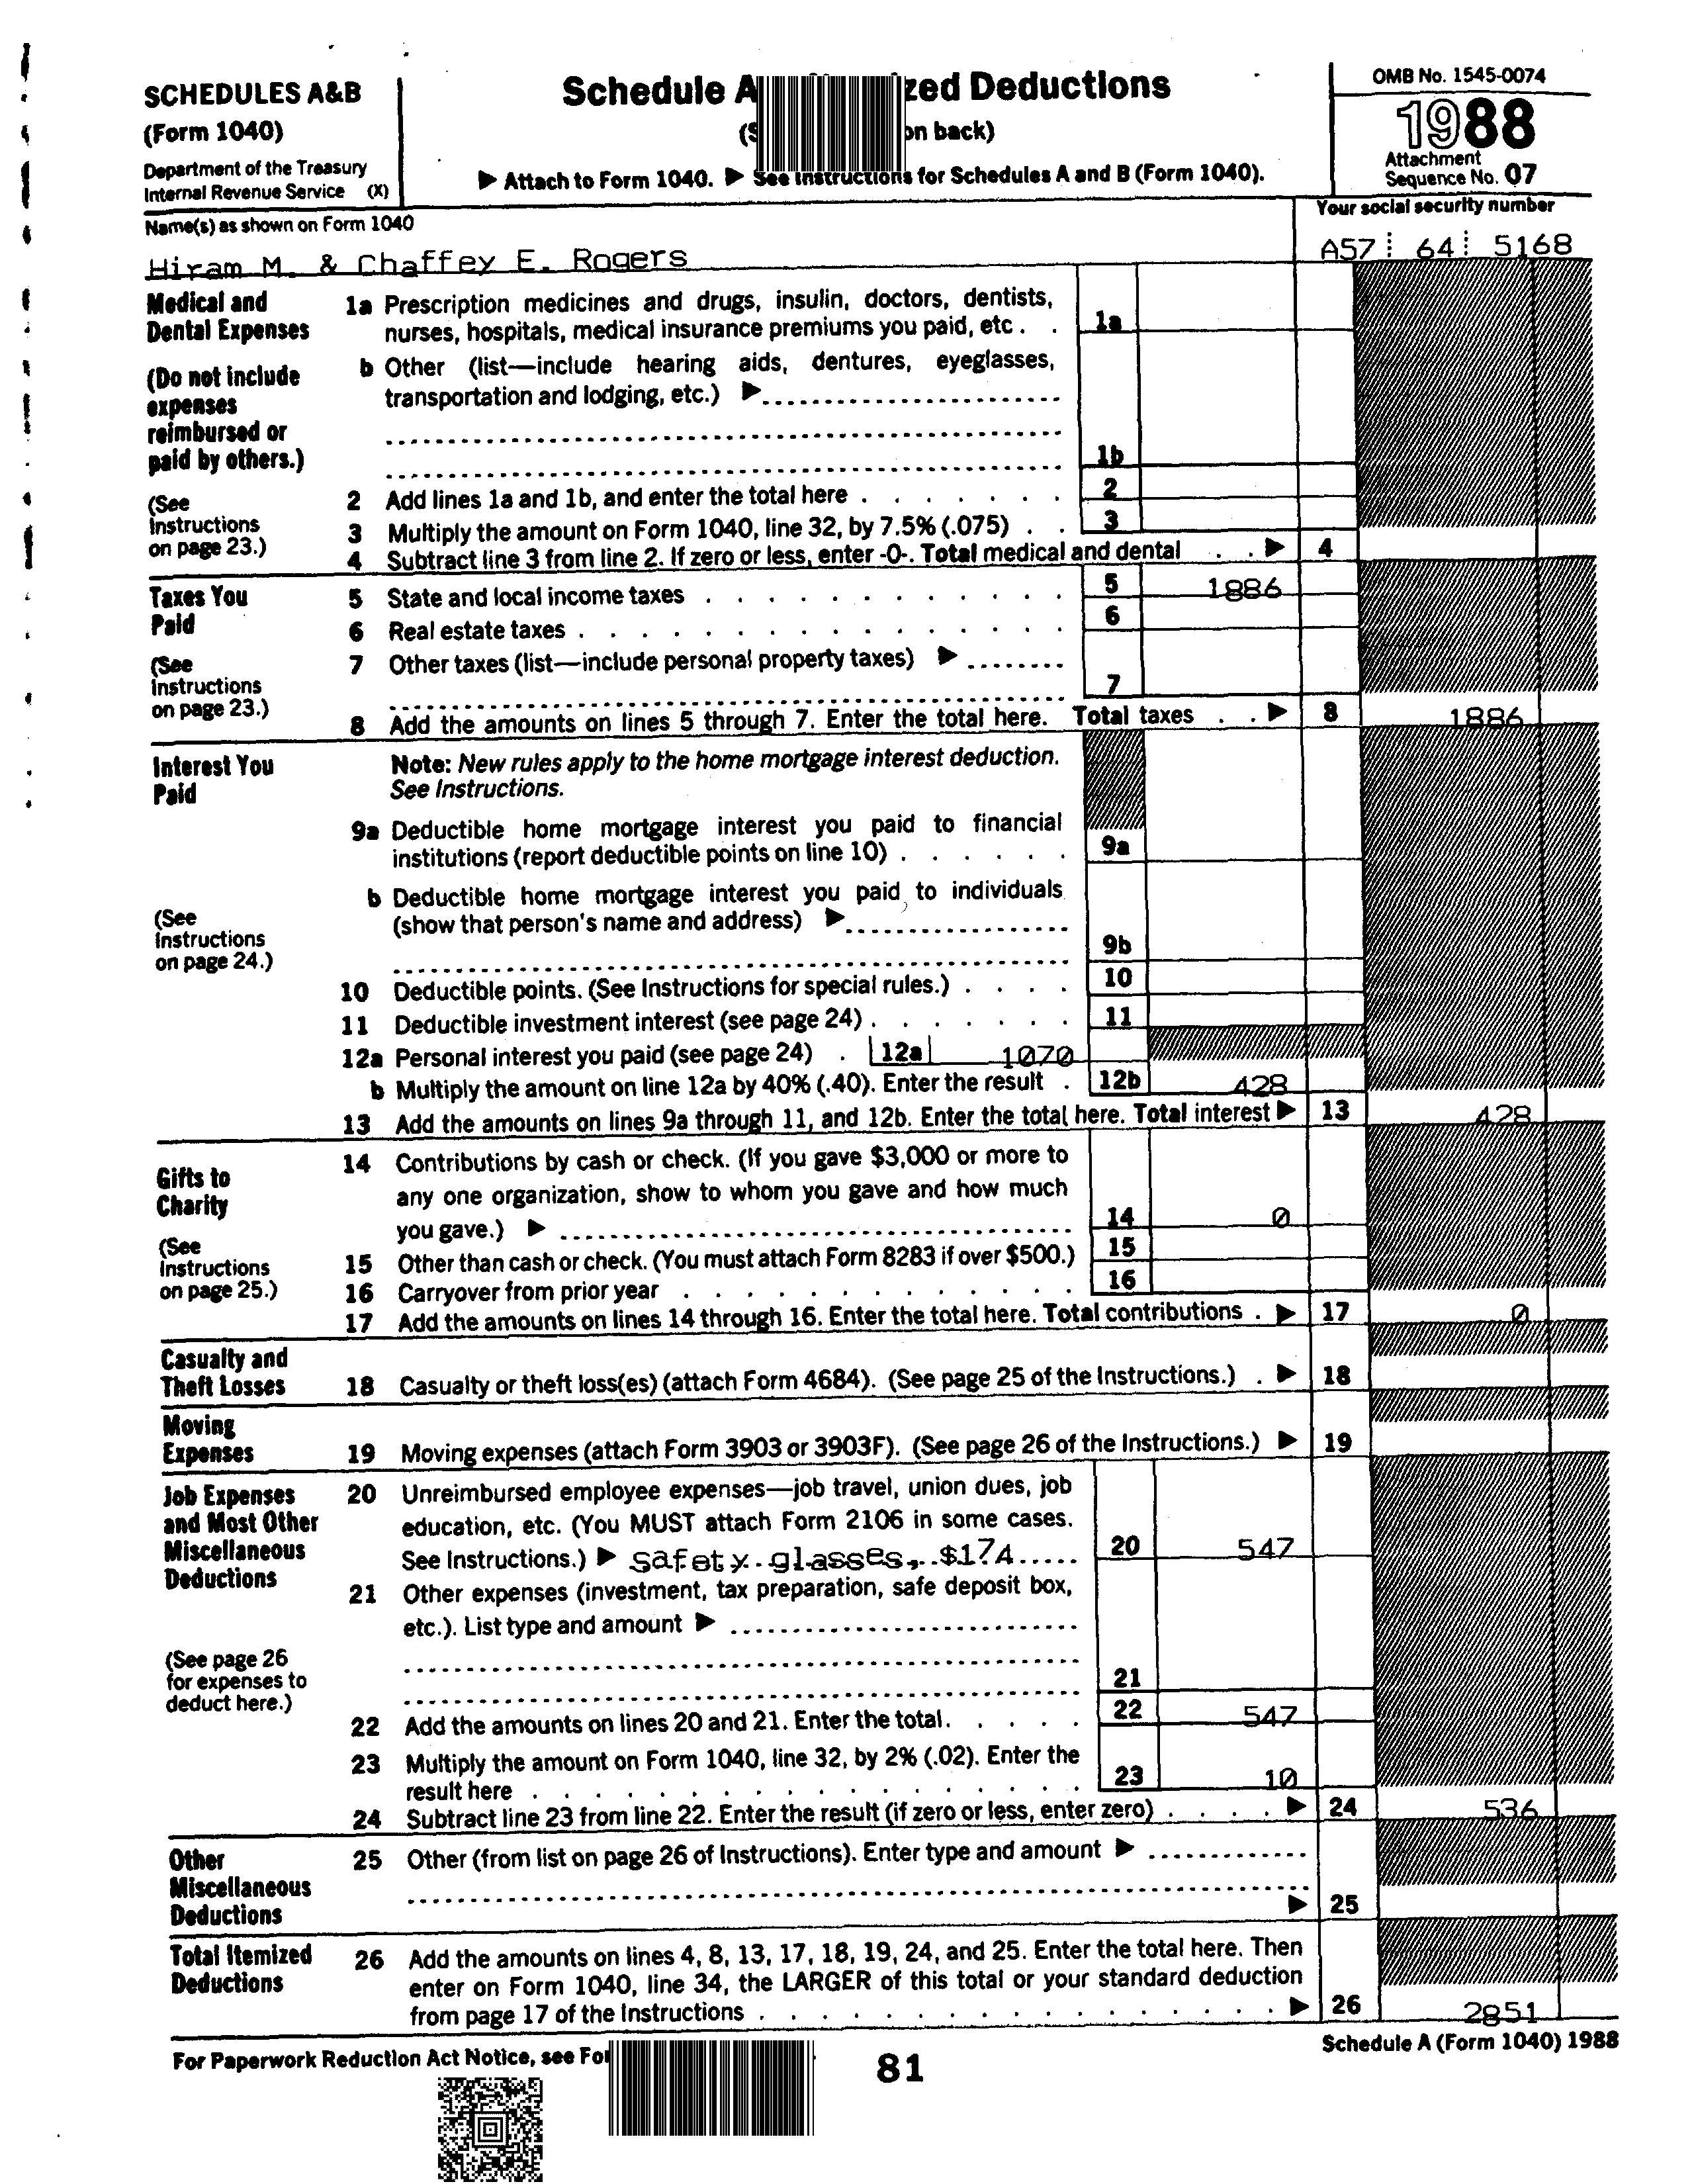 SCHEDULES A&B
(Form 1040)
Department of the Treasury
Internal Revenue Service (X)
Schedule A zed Deductions
(S on back)
▶ Attach to Form 1040. ▶ See Instructions for Schedules A and B (Form 1040).
OMB No. 1545-0074
1988
Attachment
Sequence No. 07
Name(s) as shown on Form 1040
Your social security number
Hiram M. & Chaffey E. Rogers
A57 64 5168
Medical and
Dental Expenses
(Do not include
expenses
reimbursed or
paid by others.)
(See
Instructions
on page 23.)
1a Prescription medicines and drugs, insulin, doctors, dentists,
nurses, hospitals, medical insurance premiums you paid, etc . . 1a
b Other (list—include hearing aids, dentures, eyeglasses,
transportation and lodging, etc.) ▶
1b
2 Add lines 1a and 1b, and enter the total here . . . . . . . 2
3 Multiply the amount on Form 1040, line 32, by 7.5% (.075) . . 3
4 Subtract line 3 from line 2. If zero or less, enter -0-. Total medical and dental . . ▶ 4
Taxes You
Paid
(See
Instructions
on page 23.)
5 State and local income taxes . . . . . . . . . . . . 5 1886
6 Real estate taxes . . . . . . . . . . . . . . . . 6
7 Other taxes (list—include personal property taxes) ▶
7
8 Add the amounts on lines 5 through 7. Enter the total here. Total taxes . . ▶ 8 1886
Interest You
Paid
(See
Instructions
on page 24.)
Note: New rules apply to the home mortgage interest deduction.
See Instructions.
9a Deductible home mortgage interest you paid to financial
institutions (report deductible points on line 10) . . . . . . 9a
b Deductible home mortgage interest you paid to individuals
(show that person's name and address) ▶
9b
10 Deductible points. (See Instructions for special rules.) . . . . 10
11 Deductible investment interest (see page 24) . . . . . . . 11
12a Personal interest you paid (see page 24) . 12a 1070
b Multiply the amount on line 12a by 40% (.40). Enter the result . 12b 428
13 Add the amounts on lines 9a through 11, and 12b. Enter the total here. Total interest ▶ 13 428
Gifts to
Charity
(See
Instructions
on page 25.)
14 Contributions by cash or check. (If you gave $3,000 or more to
any one organization, show to whom you gave and how much
you gave.) ▶ 14 0
15 Other than cash or check. (You must attach Form 8283 if over $500.) 15
16 Carryover from prior year . . . . . . . . . . . . . 16
17 Add the amounts on lines 14 through 16. Enter the total here. Total contributions . ▶ 17 0
Casualty and
Theft Losses
18 Casualty or theft loss(es) (attach Form 4684). (See page 25 of the Instructions.) . ▶ 18
Moving
Expenses
19 Moving expenses (attach Form 3903 or 3903F). (See page 26 of the Instructions.) ▶ 19
Job Expenses
and Most Other
Miscellaneous
Deductions
(See page 26
for expenses to
deduct here.)
20 Unreimbursed employee expenses—job travel, union dues, job
education, etc. (You MUST attach Form 2106 in some cases.
See Instructions.) ▶ safety glasses, $174 20 547
21 Other expenses (investment, tax preparation, safe deposit box,
etc.). List type and amount ▶
21
22 Add the amounts on lines 20 and 21. Enter the total. . . . . 22 547
23 Multiply the amount on Form 1040, line 32, by 2% (.02). Enter the
result here . . . . . . . . . . . . . . . . . . 23 10
24 Subtract line 23 from line 22. Enter the result (if zero or less, enter zero) . . . . ▶ 24 536
Other
Miscellaneous
Deductions
25 Other (from list on page 26 of Instructions). Enter type and amount ▶
▶ 25
Total Itemized
Deductions
26 Add the amounts on lines 4, 8, 13, 17, 18, 19, 24, and 25. Enter the total here. Then
enter on Form 1040, line 34, the LARGER of this total or your standard deduction
from page 17 of the Instructions . . . . . . . . . . . . . . . . . . ▶ 26 2851
For Paperwork Reduction Act Notice, see For
81
Schedule A (Form 1040) 1988